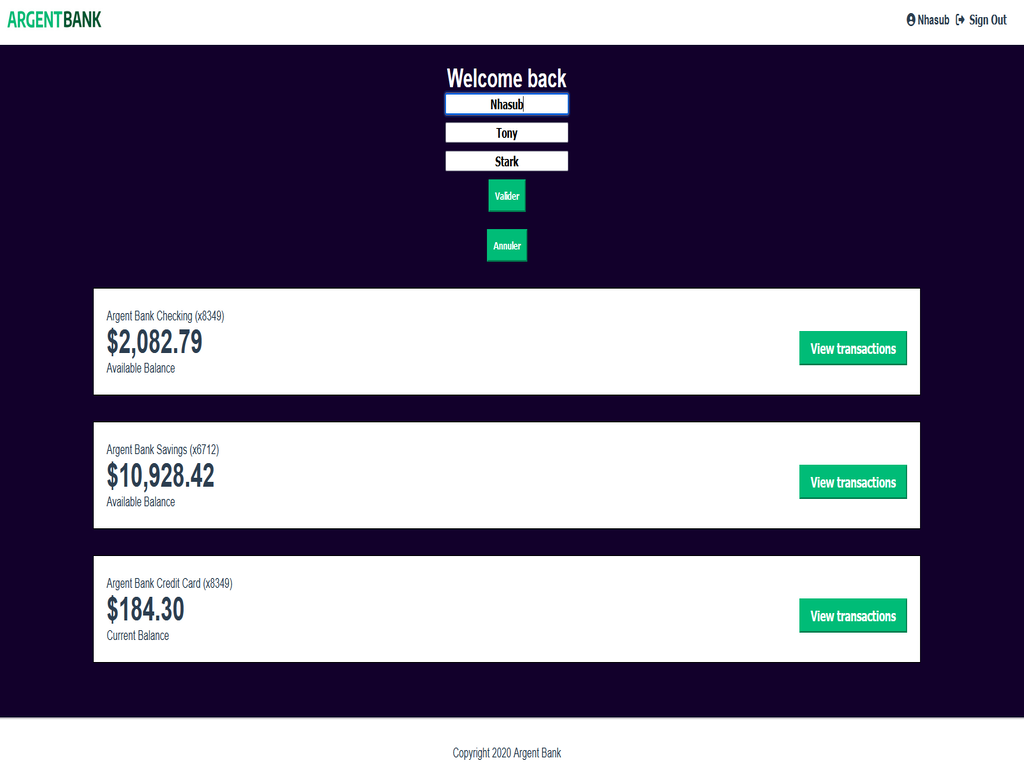 ARGENTBANK
Nhasub Sign Out
Welcome back
Nhasub
Tony
Stark
Valider
Annuler
Argent Bank Checking (x8349)
$2,082.79
Available Balance
View transactions
Argent Bank Savings (x6712)
$10,928.42
Available Balance
View transactions
Argent Bank Credit Card (x8349)
$184.30
Current Balance
View transactions
Copyright 2020 Argent Bank